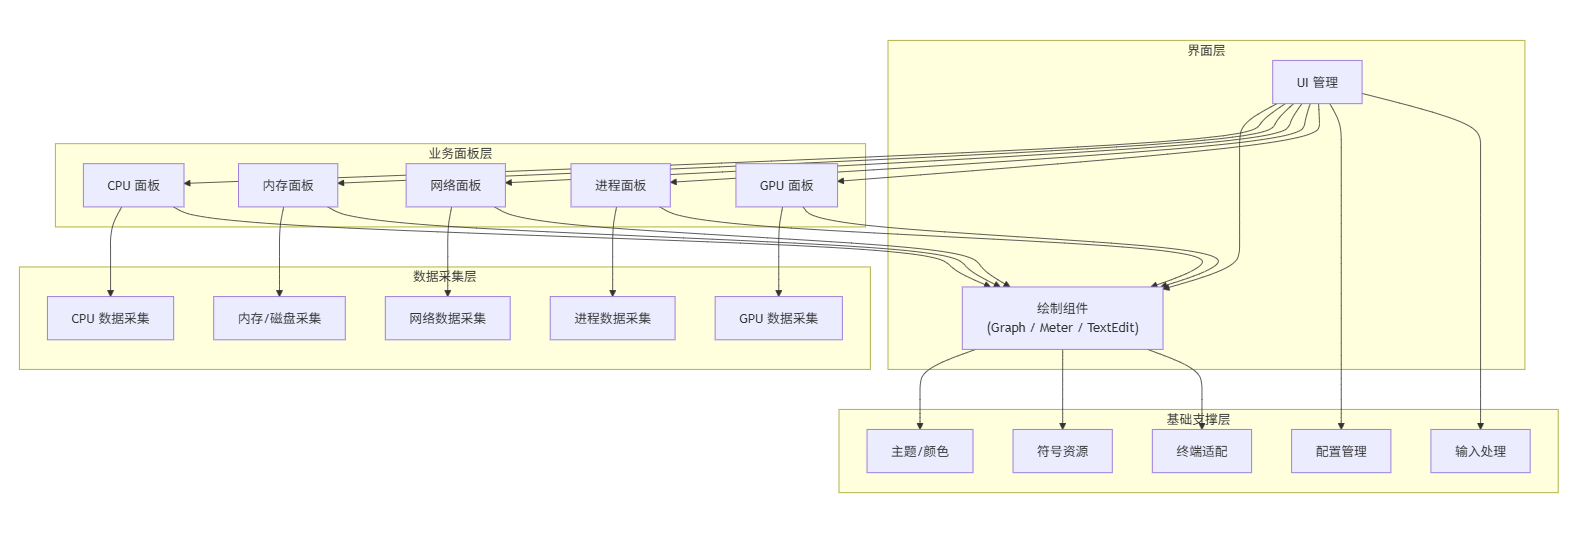 界面层
UI 管理
业务面板层
CPU 面板
内存面板
网络面板
进程面板
GPU 面板
数据采集层
CPU 数据采集
内存/磁盘采集
网络数据采集
进程数据采集
GPU 数据采集
绘制组件
(Graph / Meter / TextEdit)
基础支撑层
主题/颜色
符号资源
终端适配
配置管理
输入处理